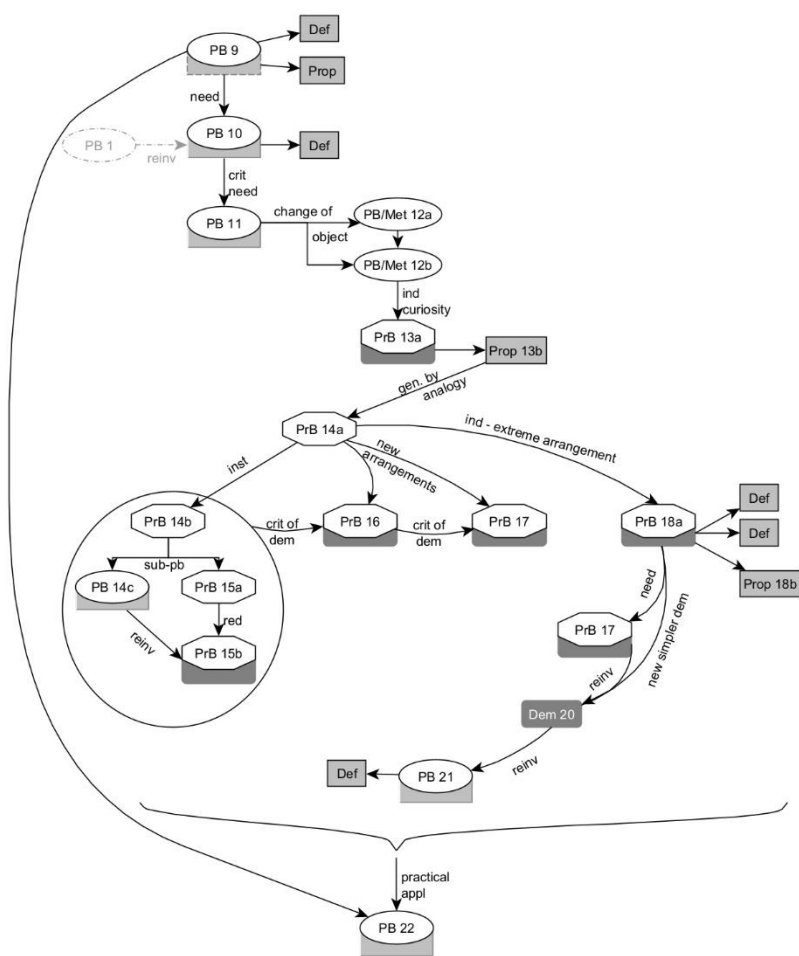 Def
PB 9
Prop
need
PB 1
reinv
PB 10
Def
crit
need
PB 11
change of
object
PB/Met 12a
PB/Met 12b
ind
curiosity
PrB 13a
Prop 13b
gen. by
analogy
PrB 14a
ind - extreme arrangement
new
arrangements
inst
PrB 14b
crit of
dem
PrB 16
crit of
dem
PrB 17
PrB 18a
Def
Def
Prop 18b
sub-pb
PB 14c
PrB 15a
red
reinv
PrB 15b
need
new simpler dem
PrB 17
reinv
Dem 20
reinv
Def
PB 21
practical
appl
PB 22